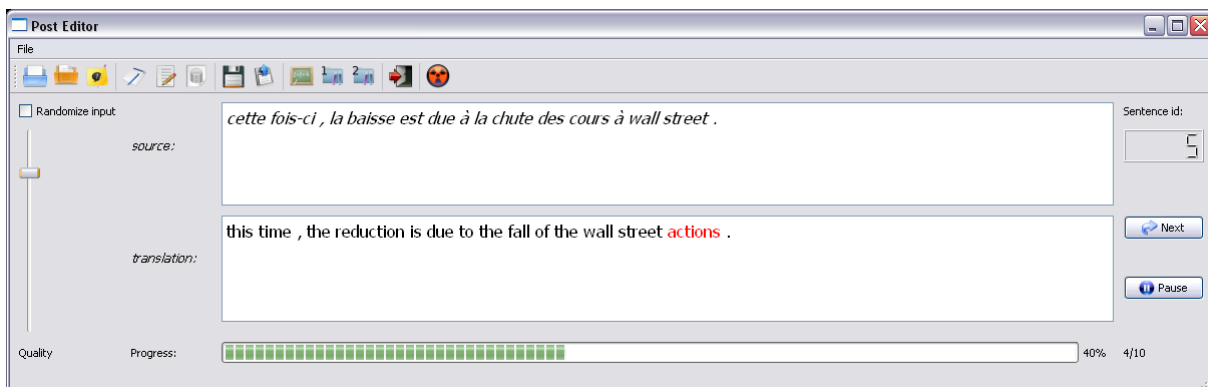 Post Editor
File
1 2
Randomize input
source:
cette fois-ci , la baisse est due à la chute des cours à wall street .
Sentence id:
5
translation:
this time , the reduction is due to the fall of the wall street actions .
Next
Pause
Quality
Progress:
40%
4/10